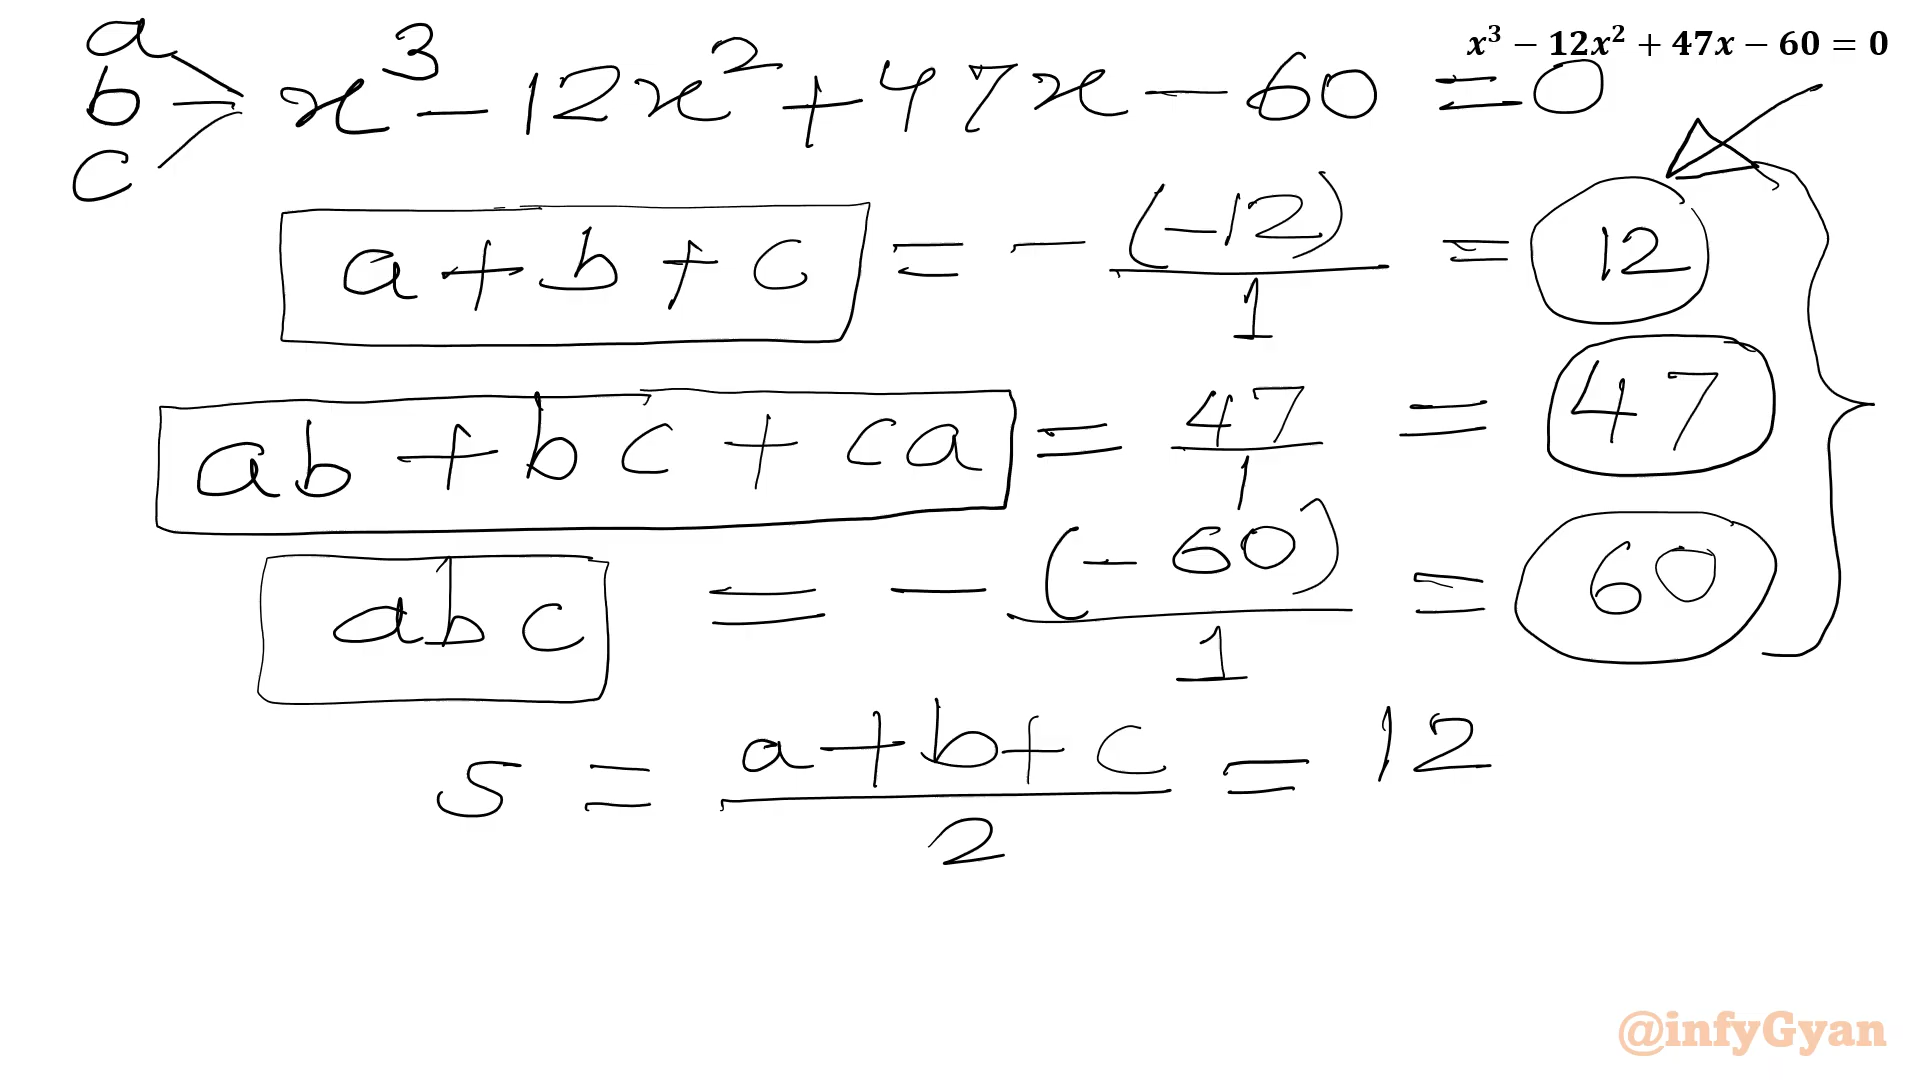 x³ − 12x² + 47x − 60 = 0
a
b
c
x³ − 12x² + 47x − 60 = 0
a + b + c = − (−12)/1 = 12
ab + bc + ca = 47/1 = 47
abc = − (−60)/1 = 60
s = a+b+c/2 = 12
@infyGyan